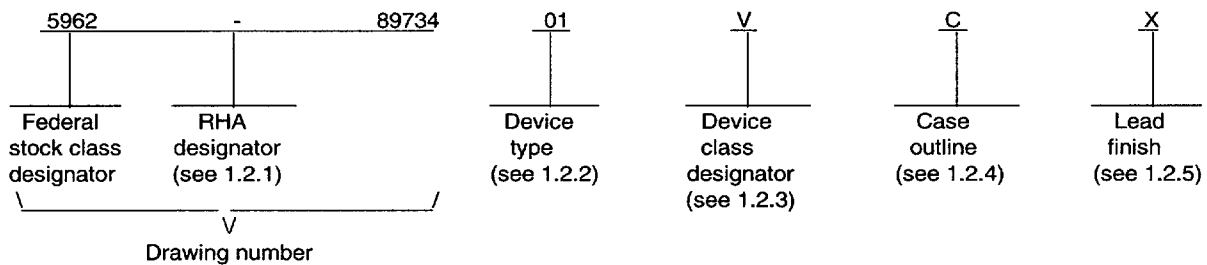 5962 - 89734 01 V C X
Federal stock class designator
RHA designator (see 1.2.1)
Device type (see 1.2.2)
Device class designator (see 1.2.3)
Case outline (see 1.2.4)
Lead finish (see 1.2.5)
\ / V
Drawing number